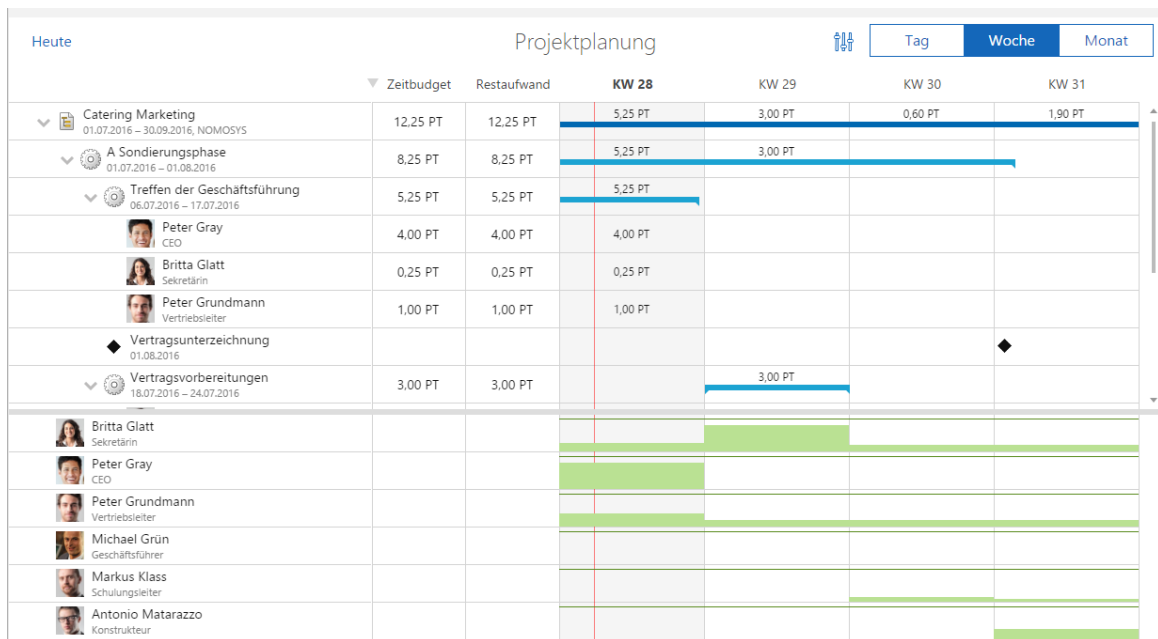 Heute Projektplanung Tag Woche Monat
Zeitbudget Restaufwand KW 28 KW 29 KW 30 KW 31
Catering Marketing 12,25 PT 12,25 PT 5,25 PT 3,00 PT 0,60 PT 1,90 PT
01.07.2016 – 30.09.2016, NOMOSYS
A Sondierungsphase 8,25 PT 8,25 PT 5,25 PT 3,00 PT
01.07.2016 – 01.08.2016
Treffen der Geschäftsführung 5,25 PT 5,25 PT 5,25 PT
06.07.2016 – 17.07.2016
Peter Gray 4,00 PT 4,00 PT 4,00 PT
CEO
Britta Glatt 0,25 PT 0,25 PT 0,25 PT
Sekretärin
Peter Grundmann 1,00 PT 1,00 PT 1,00 PT
Vertriebsleiter
Vertragsunterzeichnung
01.08.2016
Vertragsvorbereitungen 3,00 PT 3,00 PT 3,00 PT
18.07.2016 – 24.07.2016
Britta Glatt
Sekretärin
Peter Gray
CEO
Peter Grundmann
Vertriebsleiter
Michael Grün
Geschäftsführer
Markus Klass
Schulungsleiter
Antonio Matarazzo
Konstrukteur